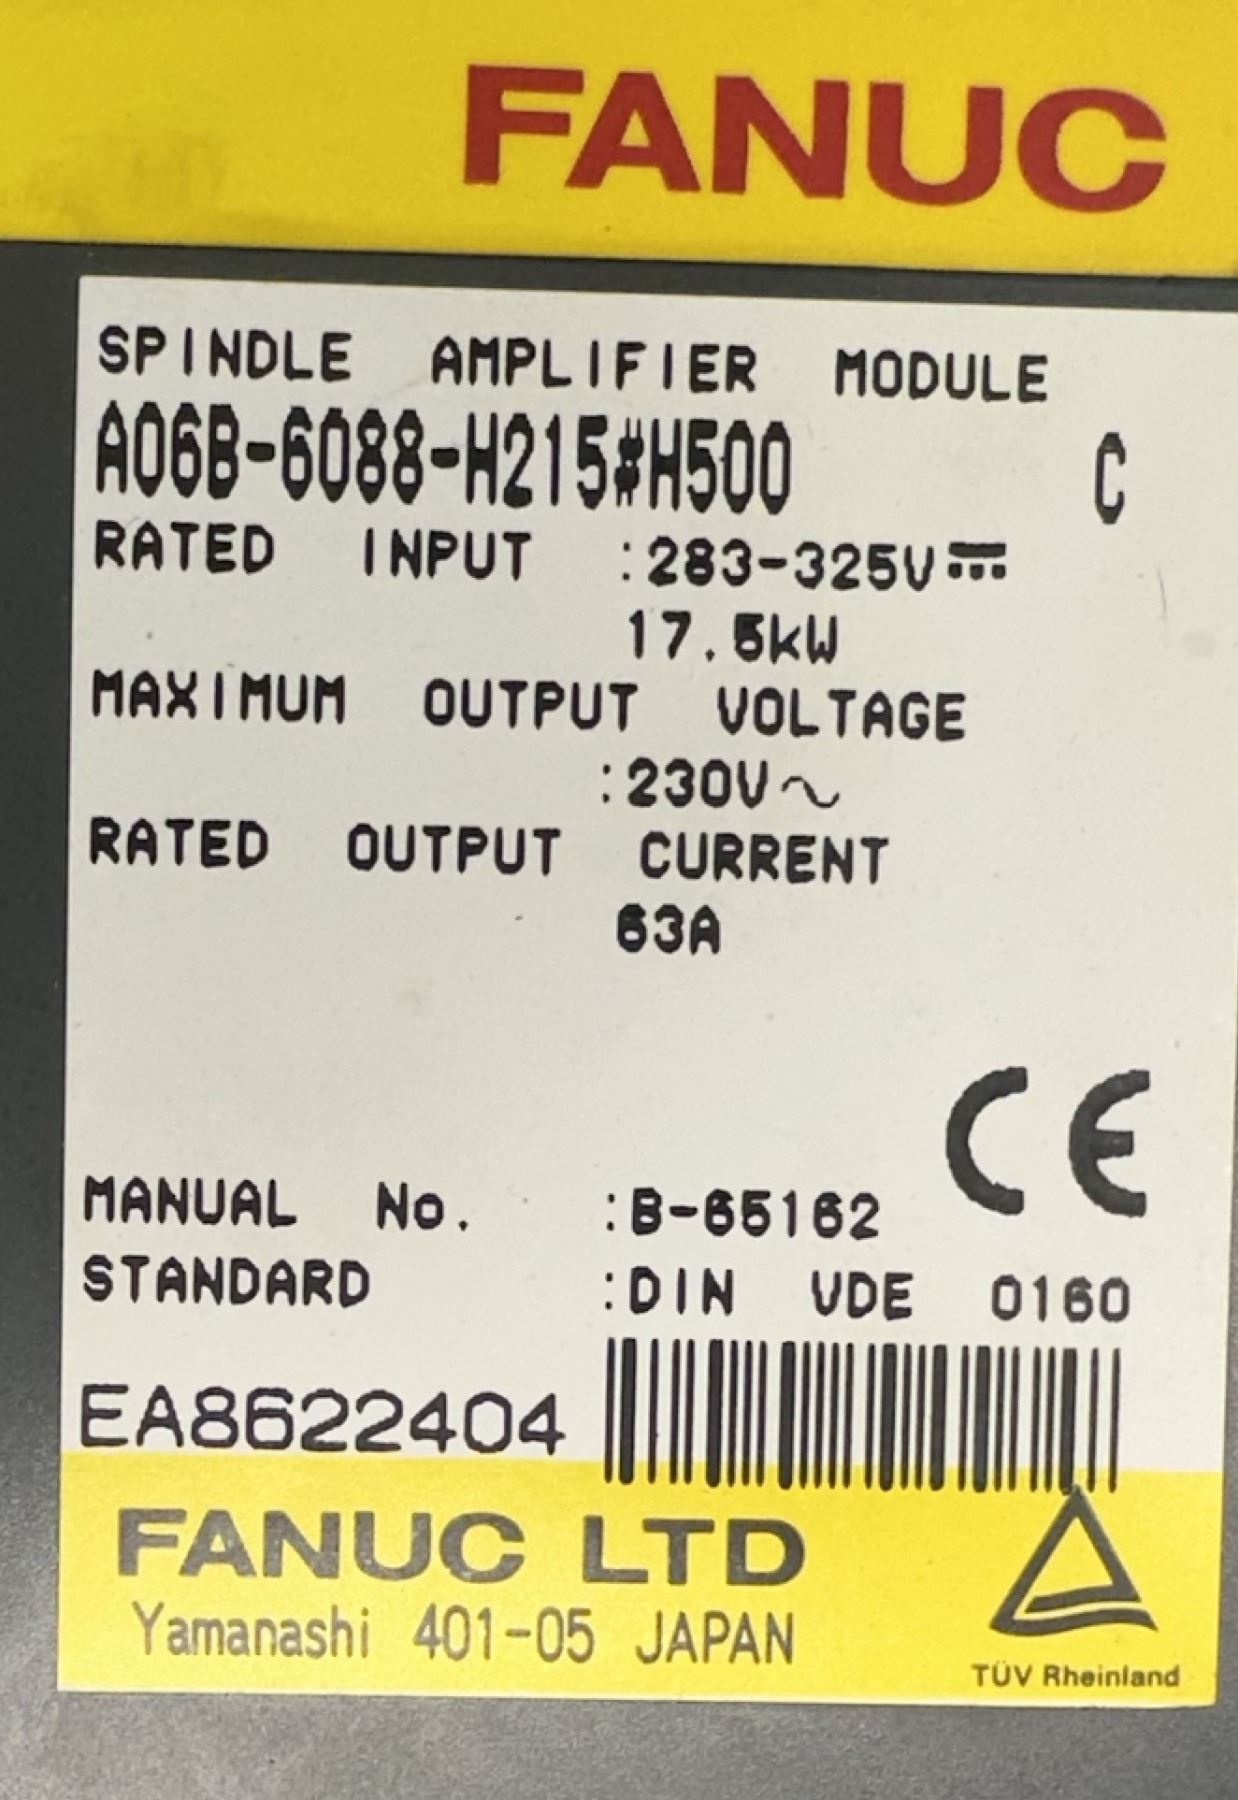 FANUC
SPINDLE AMPLIFIER MODULE
A06B-6088-H215#H500 C
RATED INPUT :283-325V⎓
17.5kW
MAXIMUM OUTPUT VOLTAGE
:230V~
RATED OUTPUT CURRENT
63A
CE
MANUAL No. :B-65162
STANDARD :DIN VDE 0160
EA8622404
FANUC LTD
Yamanashi 401-05 JAPAN
TÜV Rheinland